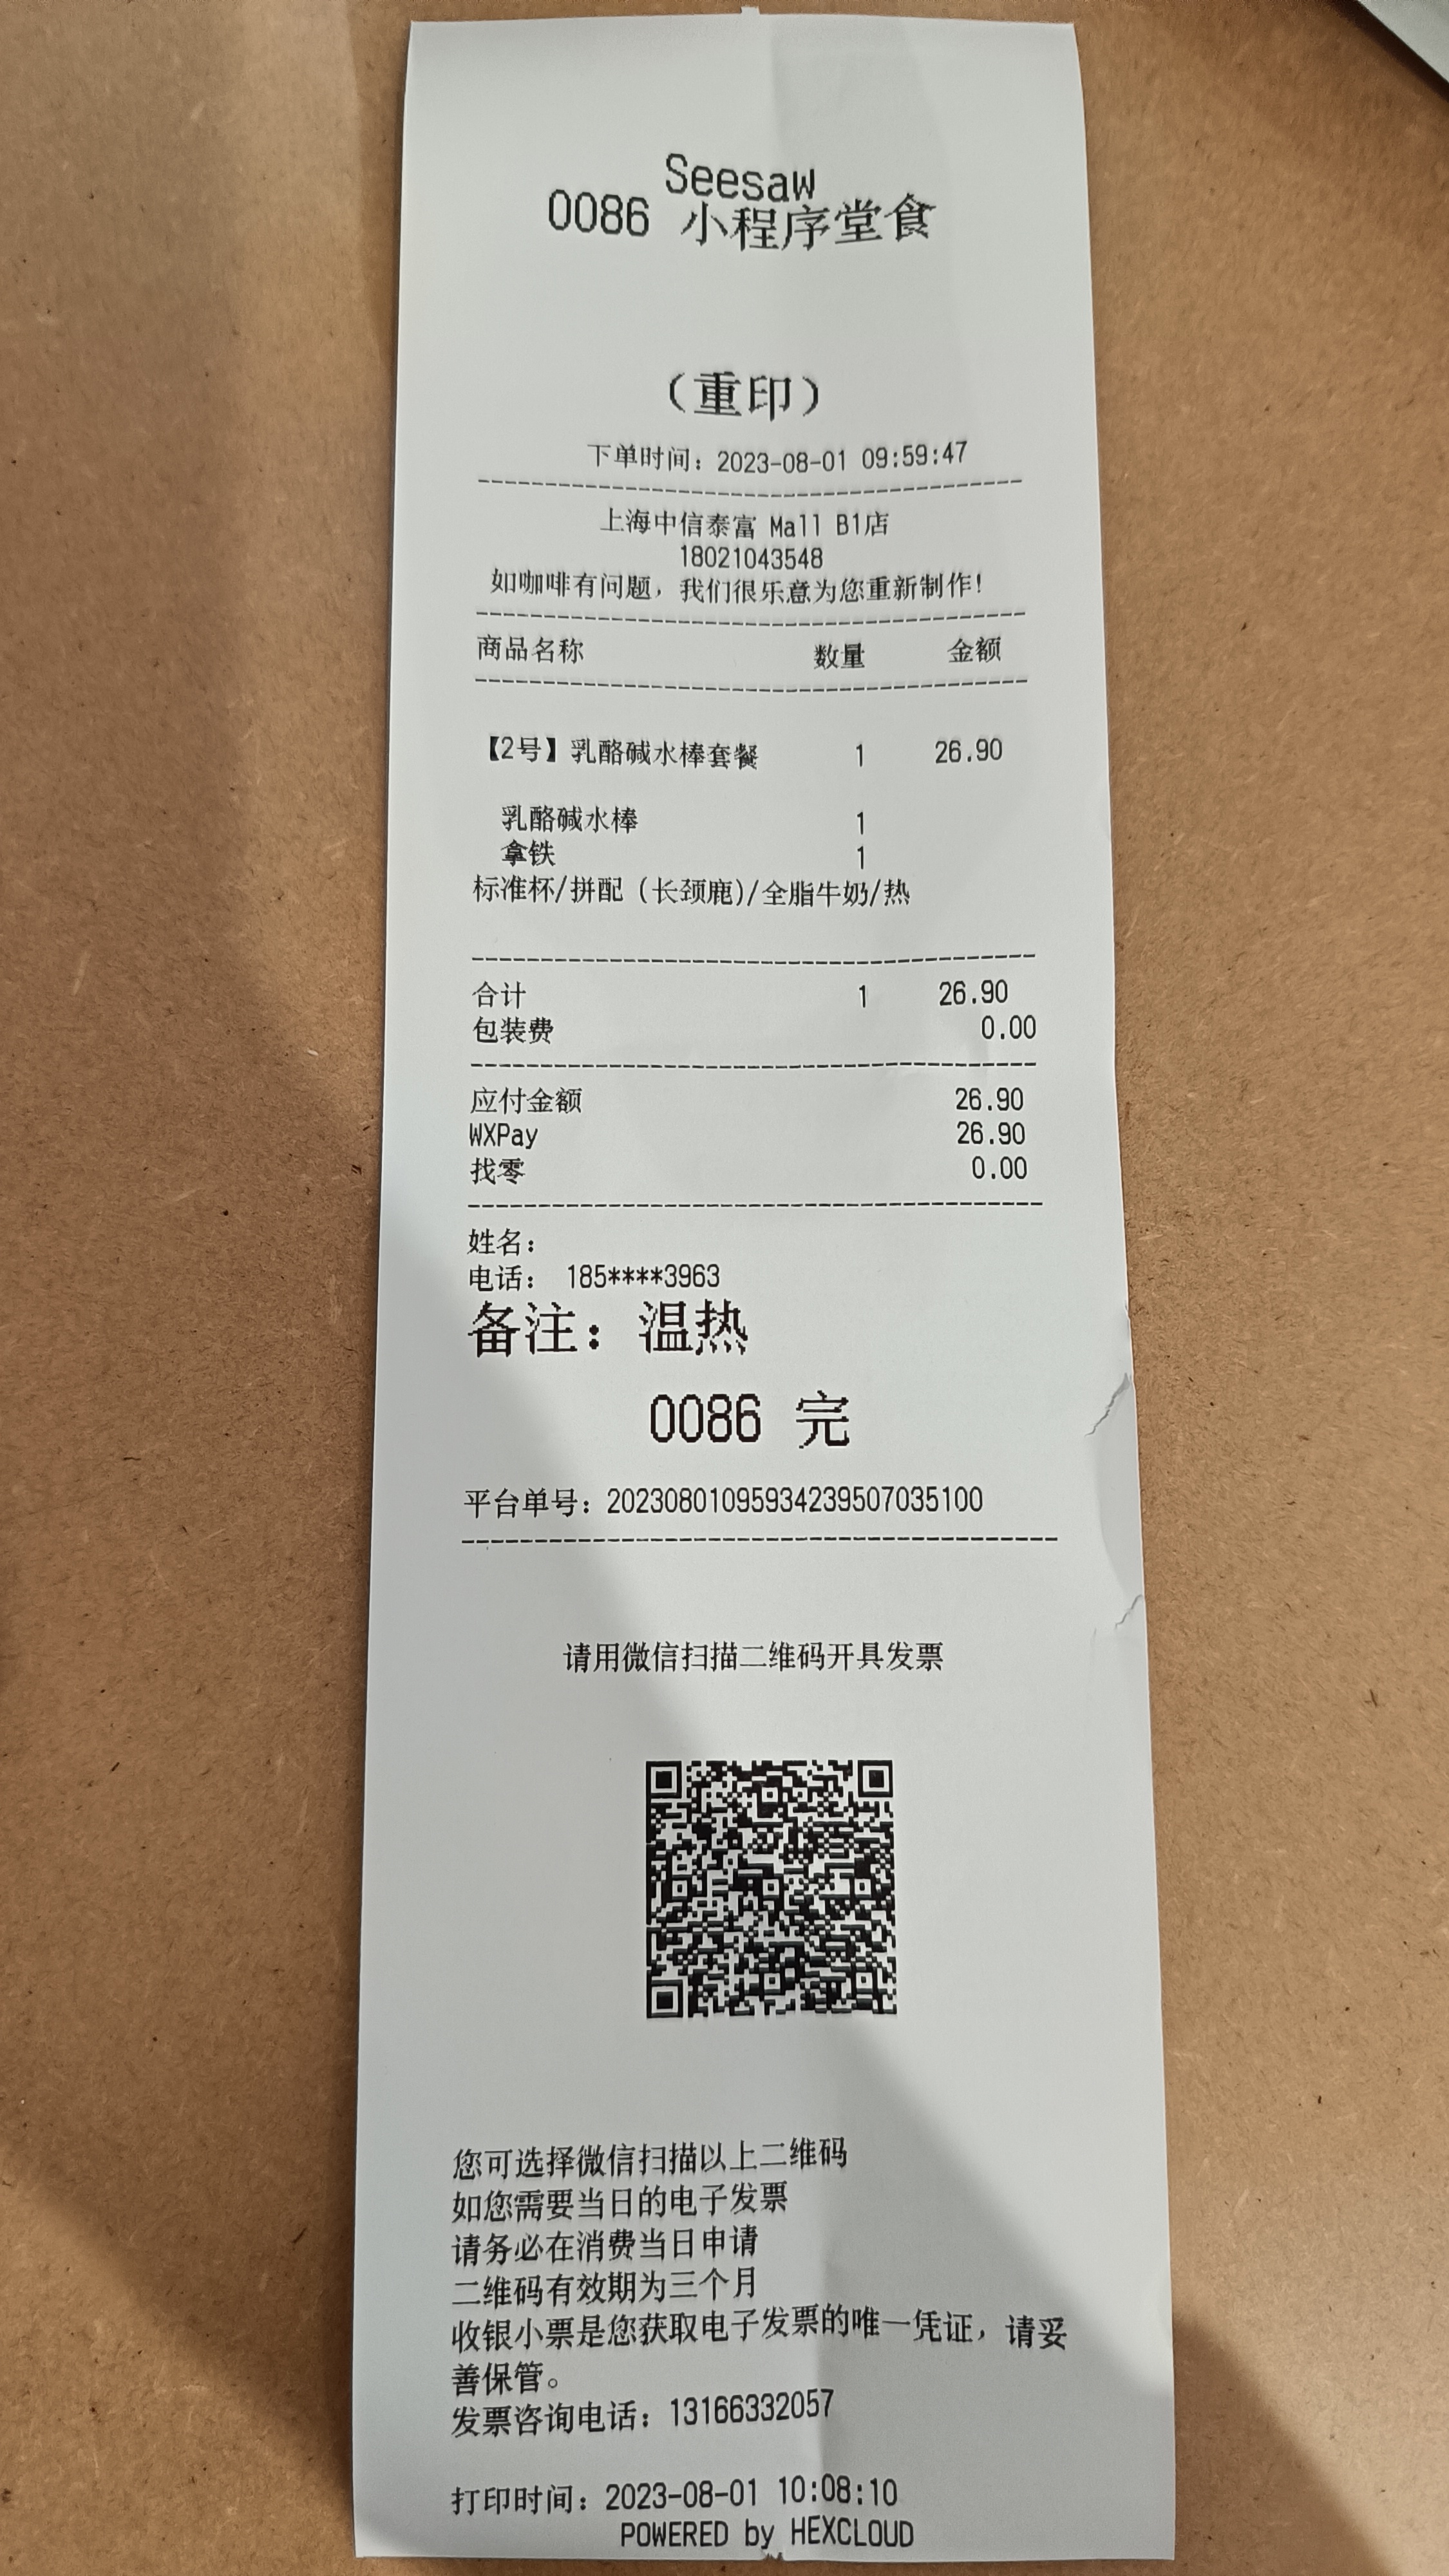 Seesaw
0086 小程序堂食
（重印）
下单时间：2023-08-01 09:59:47
上海中信泰富 Mall B1店
18021043548
如咖啡有问题，我们很乐意为您重新制作！
商品名称 数量 金额
【2号】乳酪碱水棒套餐 1 26.90
乳酪碱水棒 1
拿铁 1
标准杯/拼配（长颈鹿)/全脂牛奶/热
合计 1 26.90
包装费 0.00
应付金额 26.90
WXPay 26.90
找零 0.00
姓名：
电话： 185****3963
备注：温热
0086 完
平台单号：20230801095934239507035100
请用微信扫描二维码开具发票
您可选择微信扫描以上二维码
如您需要当日的电子发票
请务必在消费当日申请
二维码有效期为三个月
收银小票是您获取电子发票的唯一凭证，请妥
善保管。
发票咨询电话：13166332057
打印时间：2023-08-01 10:08:10
POWERED by HEXCLOUD